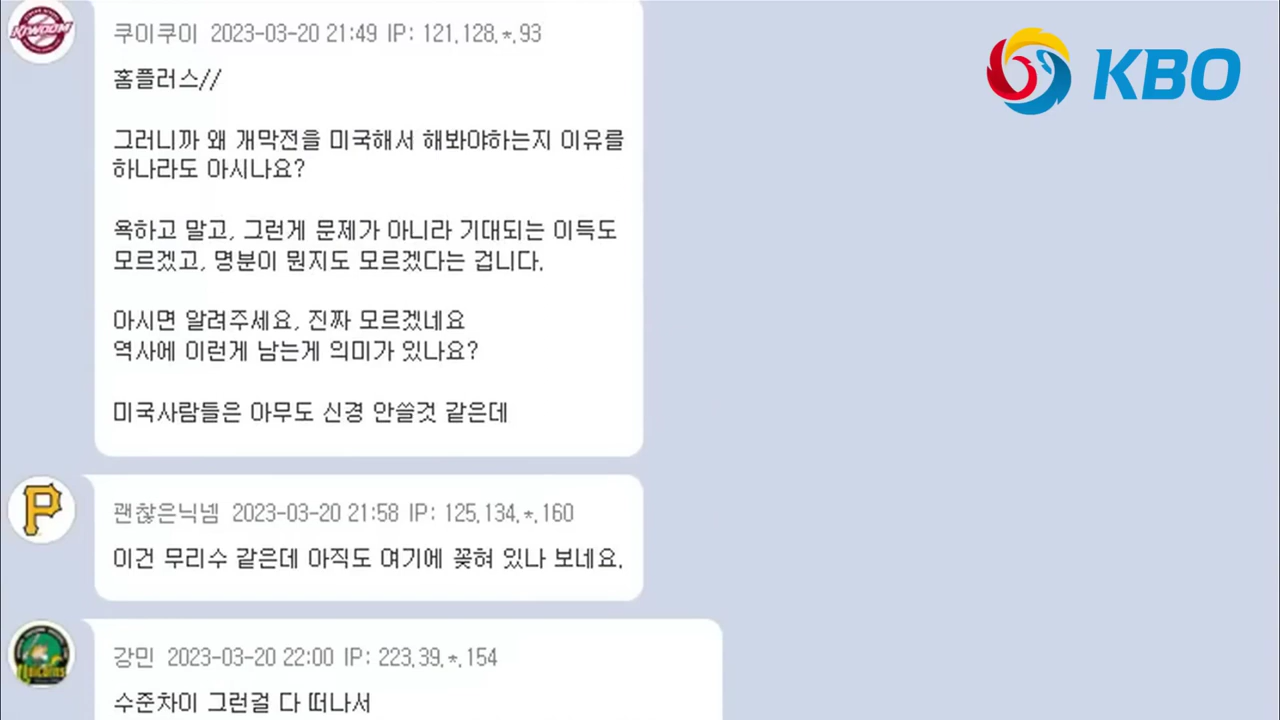 KIWOOM
쿠이쿠이 2023-03-20 21:49 IP: 121.128.*.93
KBO
홈플러스//
그러니까 왜 개막전을 미국해서 해봐야하는지 이유를
하나라도 아시나요?
욕하고 말고, 그런게 문제가 아니라 기대되는 이득도
모르겠고, 명분이 뭔지도 모르겠다는 겁니다.
아시면 알려주세요, 진짜 모르겠네요
역사에 이런게 남는게 의미가 있나요?
미국사람들은 아무도 신경 안쓸것 같은데
P
괜찮은닉넴 2023-03-20 21:58 IP: 125.134.*.160
이건 무리수 같은데 아직도 여기에 꽂혀 있나 보네요.
강민 2023-03-20 22:00 IP: 223.39.*.154
수준차이 그런걸 다 떠나서